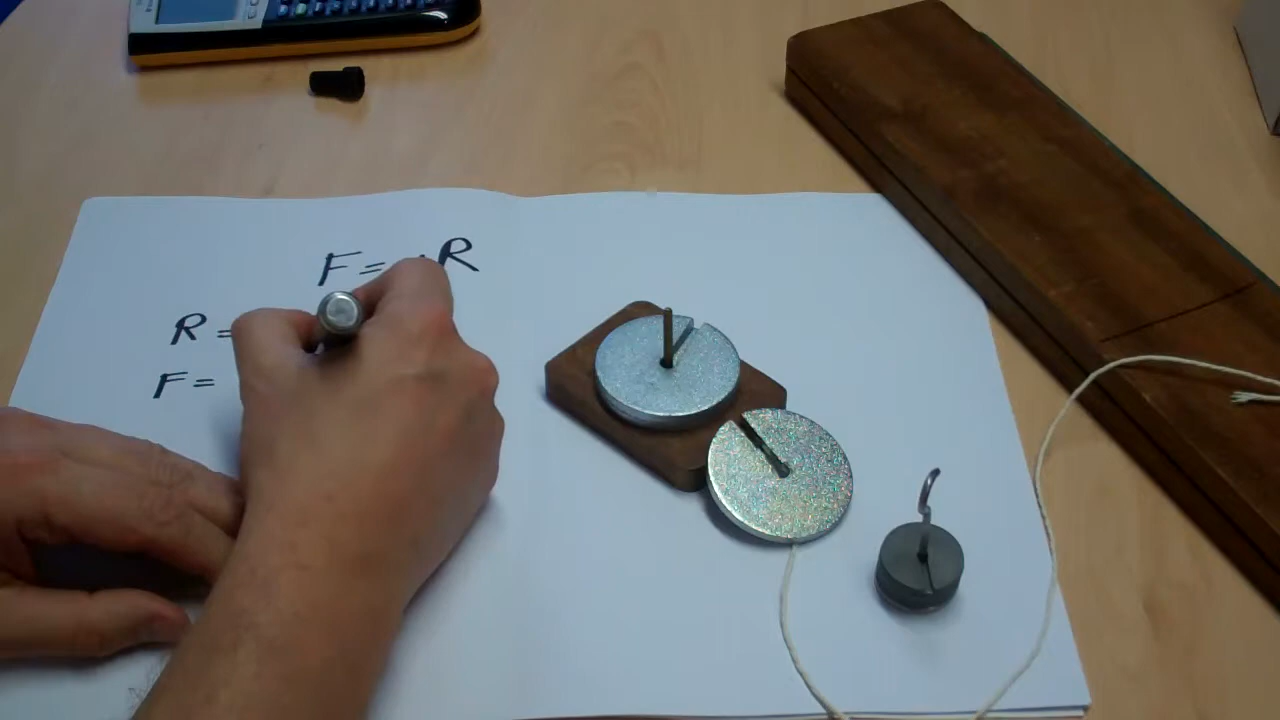 F= R
R =
F=